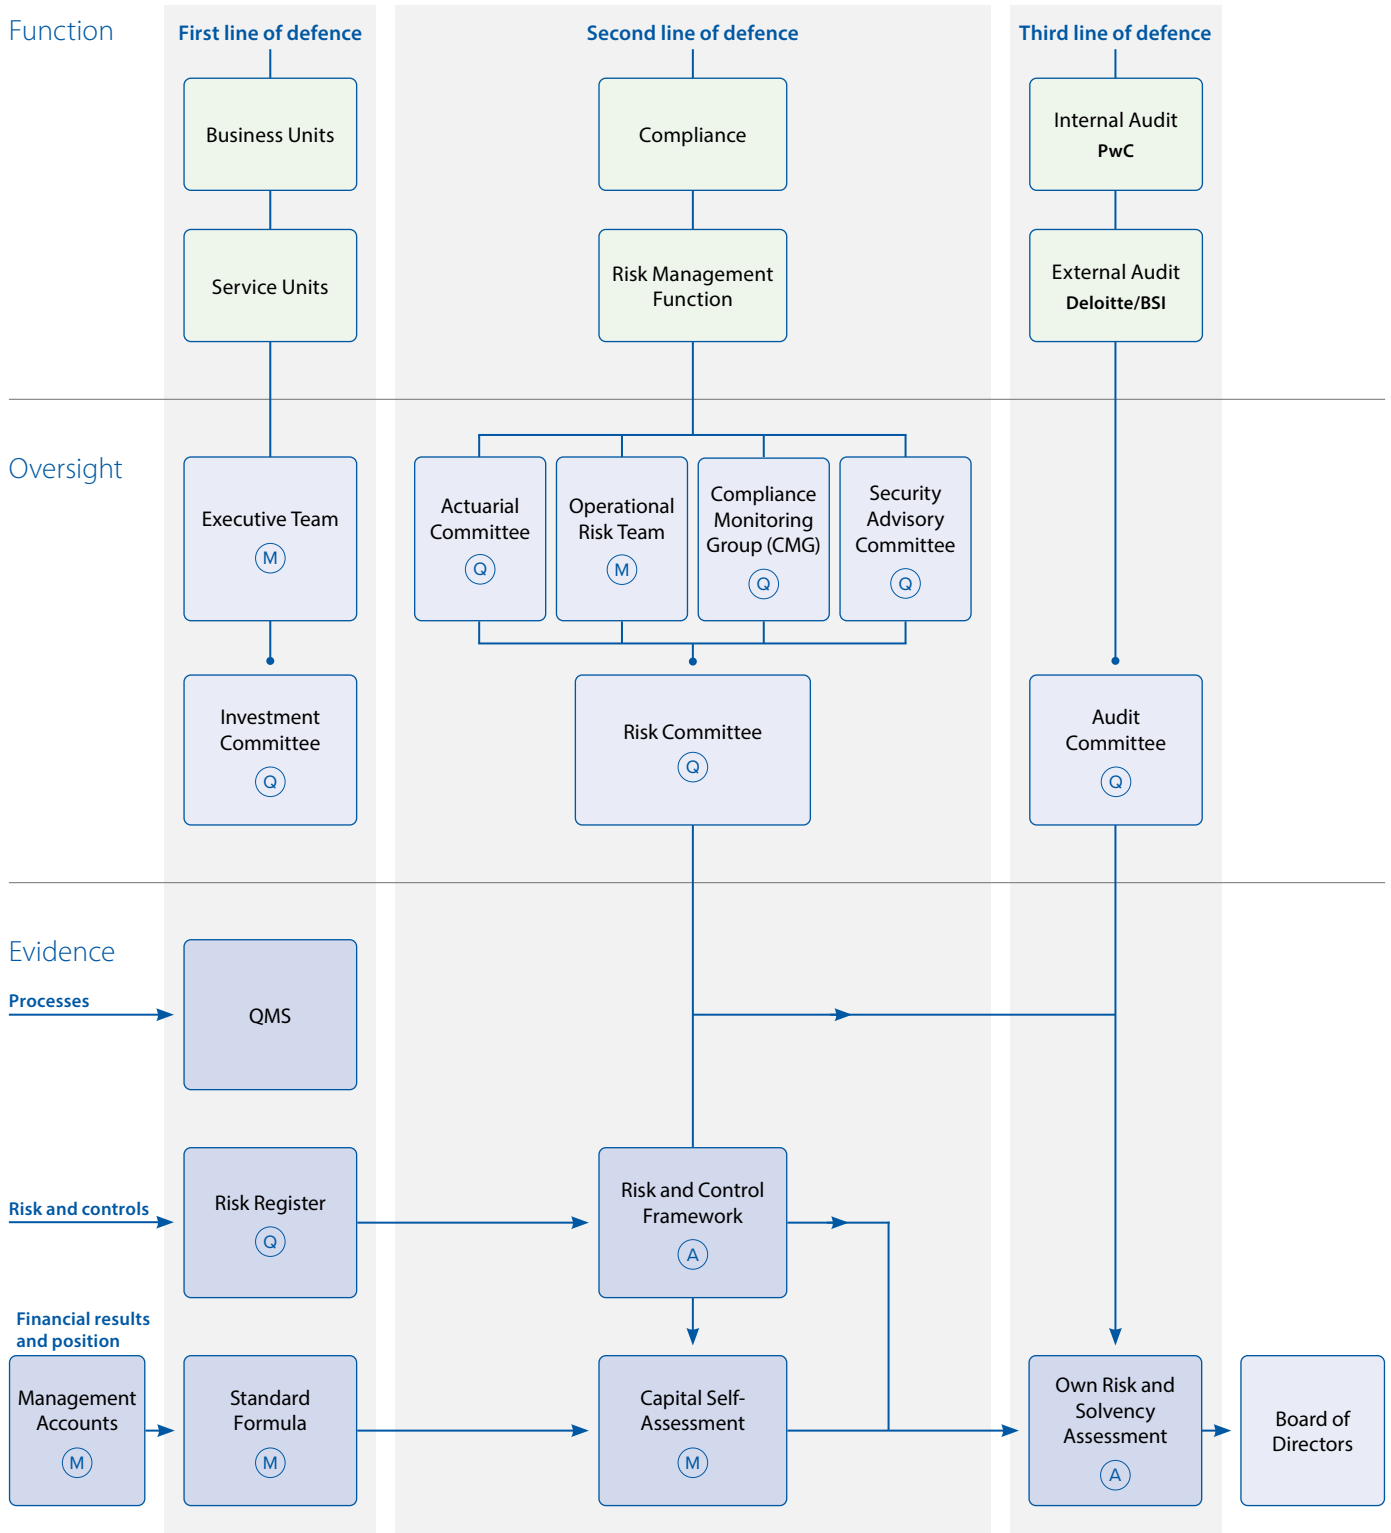 Function
First line of defence
Second line of defence
Third line of defence
Business Units
Compliance
Internal Audit
PwC
Service Units
Risk Management
Function
External Audit
Deloitte/BSI
Oversight
Executive Team
M
Actuarial
Committee
Q
Operational
Risk Team
M
Compliance
Monitoring
Group (CMG)
Q
Security
Advisory
Committee
Q
Investment
Committee
Q
Risk Committee
Q
Audit
Committee
Q
Evidence
Processes
QMS
Risk and controls
Risk Register
Q
Risk and Control
Framework
A
Financial results
and position
Management
Accounts
M
Standard
Formula
M
Capital Self-
Assessment
M
Own Risk and
Solvency
Assessment
A
Board of
Directors